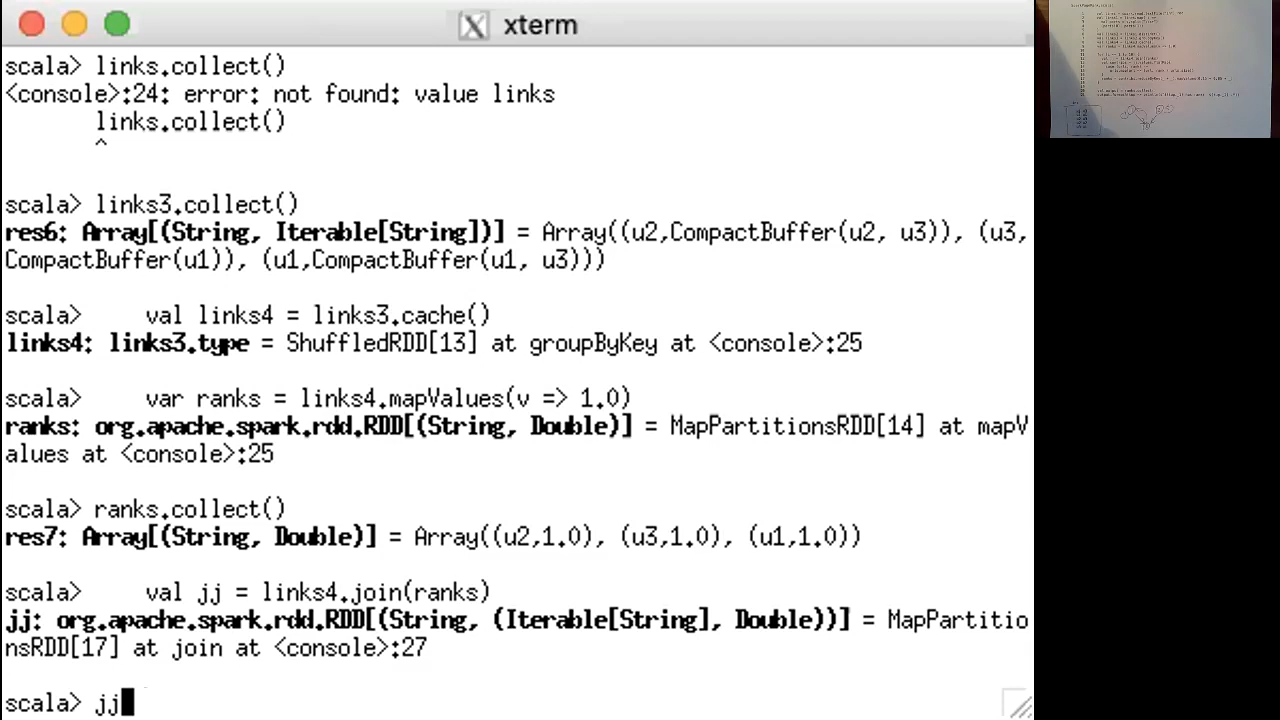 xterm
scala> links.collect()
<console>:24: error: not found: value links
links.collect()
^
scala> links3.collect()
res6: Array[(String, Iterable[String])] = Array((u2,CompactBuffer(u2, u3)), (u3,
CompactBuffer(u1)), (u1,CompactBuffer(u1, u3)))
scala>     val links4 = links3.cache()
links4: links3.type = ShuffledRDD[13] at groupByKey at <console>:25
scala>     var ranks = links4.mapValues(v => 1.0)
ranks: org.apache.spark.rdd.RDD[(String, Double)] = MapPartitionsRDD[14] at mapV
alues at <console>:25
scala> ranks.collect()
res7: Array[(String, Double)] = Array((u2,1.0), (u3,1.0), (u1,1.0))
scala>     val jj = links4.join(ranks)
jj: org.apache.spark.rdd.RDD[(String, (Iterable[String], Double))] = MapPartitio
nsRDD[17] at join at <console>:27
scala> jj